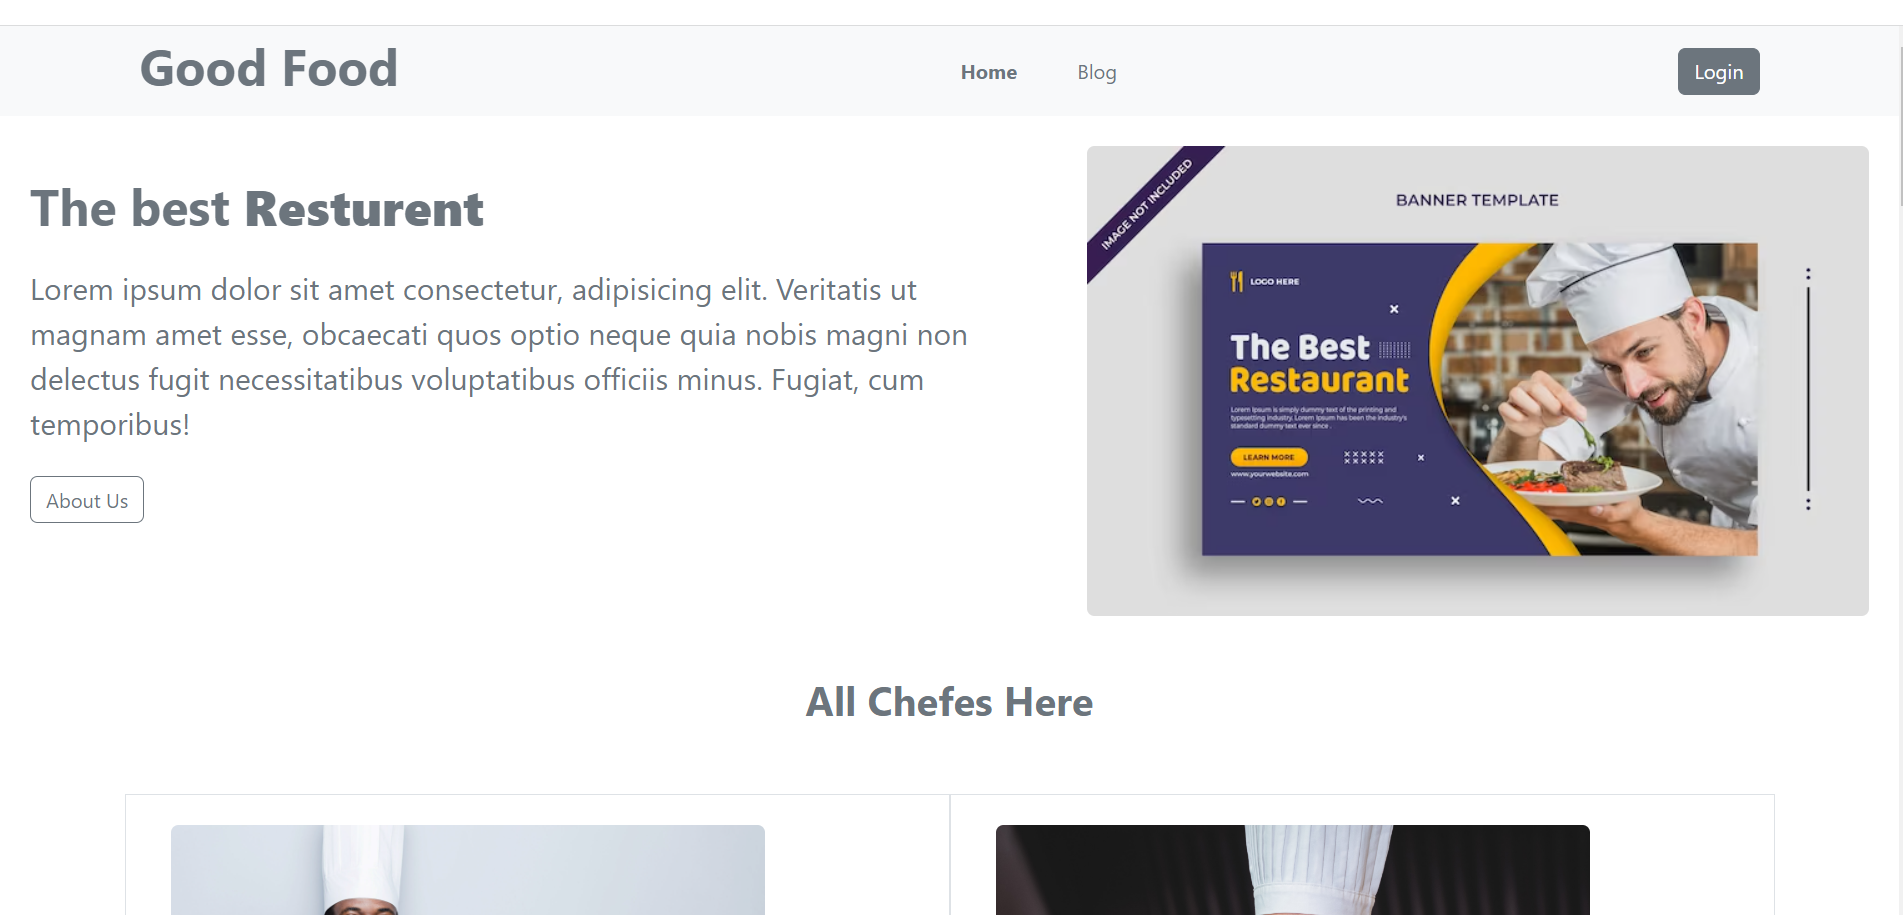 Good Food
Home
Blog
Login
The best Resturent
Lorem ipsum dolor sit amet consectetur, adipisicing elit. Veritatis ut
magnam amet esse, obcaecati quos optio neque quia nobis magni non
delectus fugit necessitatibus voluptatibus officiis minus. Fugiat, cum
temporibus!
About Us
IMAGE NOT INCLUDED
BANNER TEMPLATE
LOGO HERE
The Best
Restaurant
Lorem Ipsum is simply dummy text of the printing and
typesetting industry. Lorem Ipsum has been the industry's
standard dummy text ever since .
LEARN MORE
www.yourwebsite.com
All Chefes Here